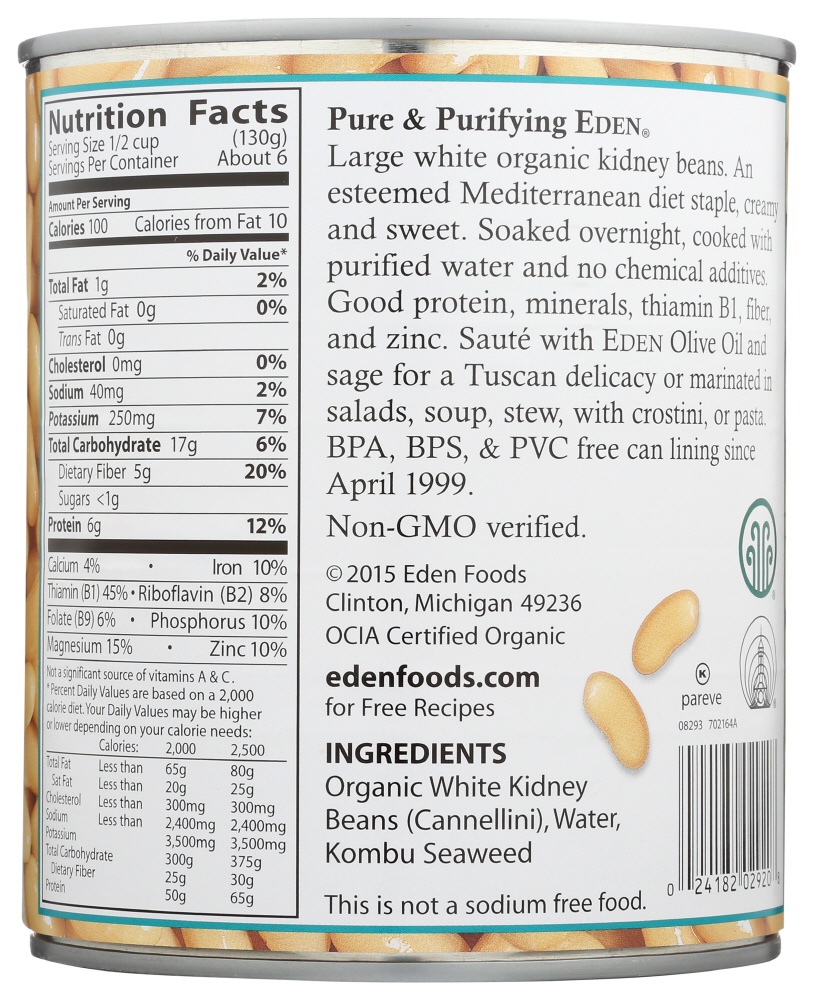 Nutrition Facts
Serving Size 1/2 cup (130g)
Servings Per Container About 6
Amount Per Serving
Calories 100 Calories from Fat 10
% Daily Value*
Total Fat 1g 2%
Saturated Fat 0g 0%
Trans Fat 0g
Cholesterol 0mg 0%
Sodium 40mg 2%
Potassium 250mg 7%
Total Carbohydrate 17g 6%
Dietary Fiber 5g 20%
Sugars <1g
Protein 6g 12%
Calcium 4% • Iron 10%
Thiamin (B1) 45% • Riboflavin (B2) 8%
Folate (B9) 6% • Phosphorus 10%
Magnesium 15% • Zinc 10%
Not a significant source of vitamins A & C.
* Percent Daily Values are based on a 2,000
calorie diet. Your Daily Values may be higher
or lower depending on your calorie needs:
Calories: 2,000 2,500
Total Fat Less than 65g 80g
Sat Fat Less than 20g 25g
Cholesterol Less than 300mg 300mg
Sodium Less than 2,400mg 2,400mg
Potassium 3,500mg 3,500mg
Total Carbohydrate 300g 375g
Dietary Fiber 25g 30g
Protein 50g 65g
Pure & Purifying EDEN®
Large white organic kidney beans. An
esteemed Mediterranean diet staple, creamy
and sweet. Soaked overnight, cooked with
purified water and no chemical additives.
Good protein, minerals, thiamin B1, fiber,
and zinc. Sauté with EDEN Olive Oil and
sage for a Tuscan delicacy or marinated in
salads, soup, stew, with crostini, or pasta.
BPA, BPS, & PVC free can lining since
April 1999.
Non-GMO verified.
© 2015 Eden Foods
Clinton, Michigan 49236
OCIA Certified Organic
edenfoods.com
for Free Recipes
K
pareve
08293 702164A
INGREDIENTS
Organic White Kidney
Beans (Cannellini), Water,
Kombu Seaweed
This is not a sodium free food.
0 24182 02920 8